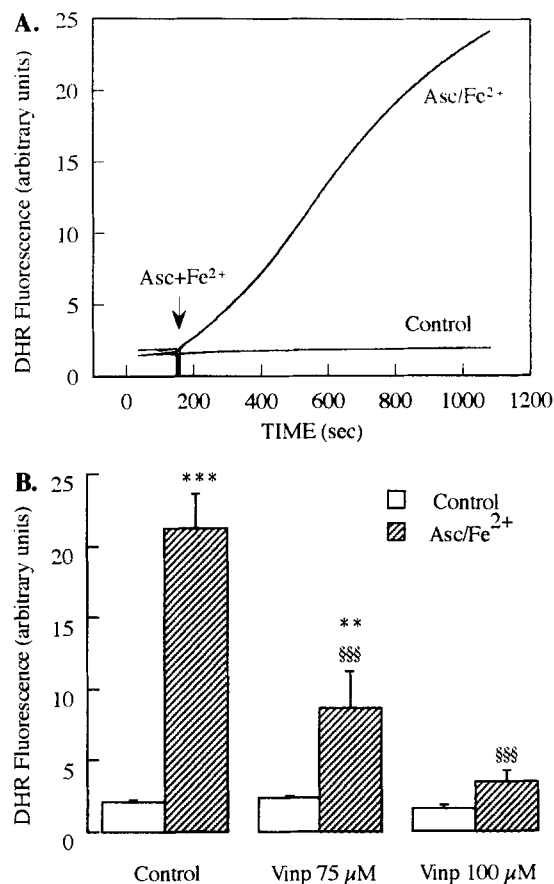 A.
DHR Fluorescence (arbitrary units)
25
20
15
10
5
0
Asc/Fe²⁺
Asc+Fe²⁺
Control
0 200 400 600 800 1000 1200
TIME (sec)
B.
DHR Fluorescence (arbitrary units)
25
20
15
10
5
0
***
**
§§§
§§§
Control
Asc/Fe²⁺
Control Vinp 75 μM Vinp 100 μM